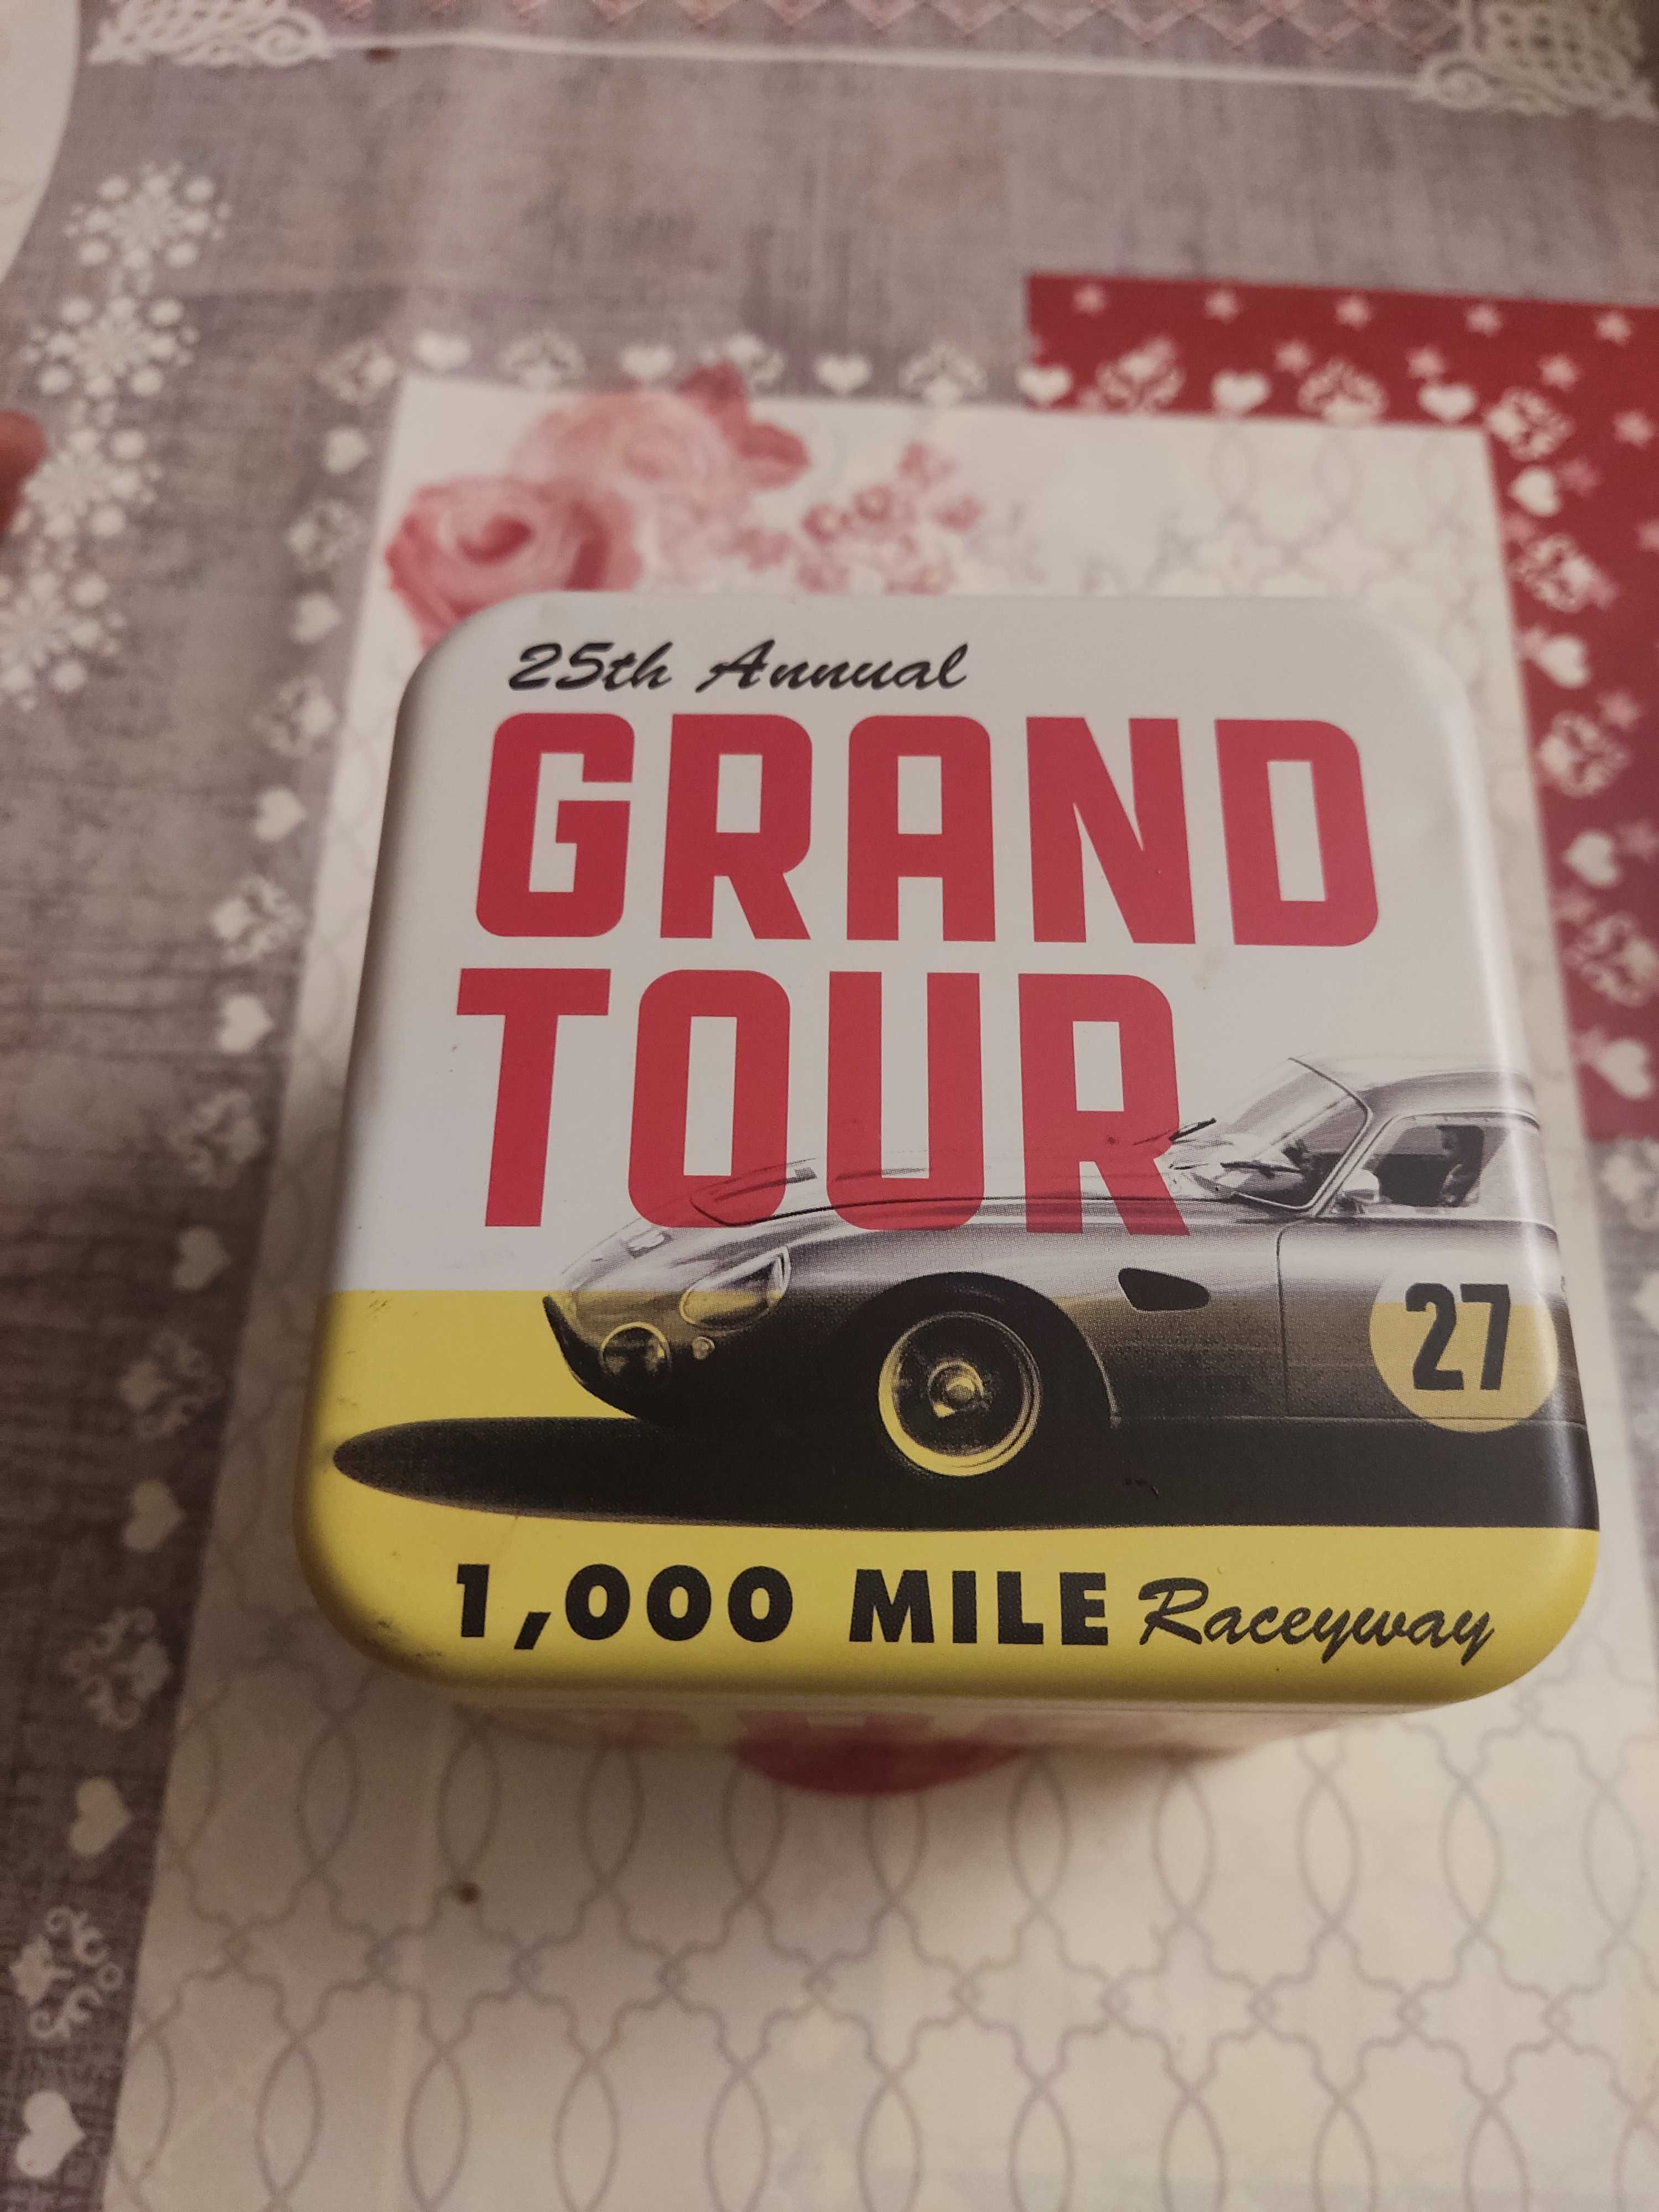 25th Annual
GRAND
TOUR
27
1,000 MILE Raceyway